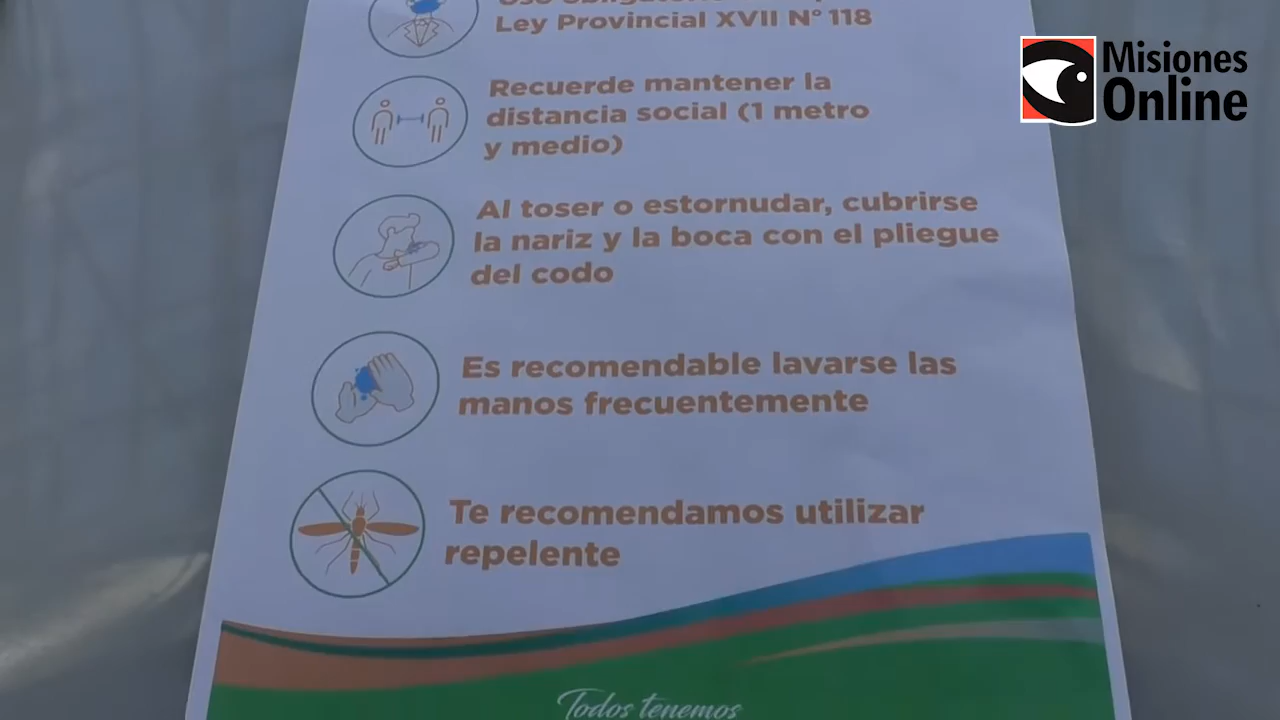 Uso obligatorio
Ley Provincial XVII N° 118
Recuerde mantener la
distancia social (1 metro
y medio)
Al toser o estornudar, cubrirse
la nariz y la boca con el pliegue
del codo
Es recomendable lavarse las
manos frecuentemente
Te recomendamos utilizar
repelente
Todos tenemos
Misiones
Online